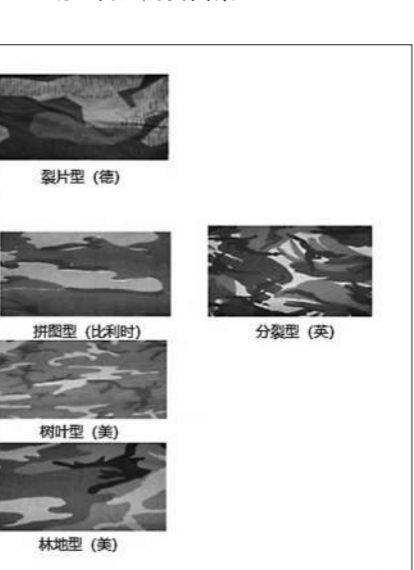 裂片型 (德)
拼图型 (比利时)
分裂型 (英)
树叶型 (美)
林地型 (美)